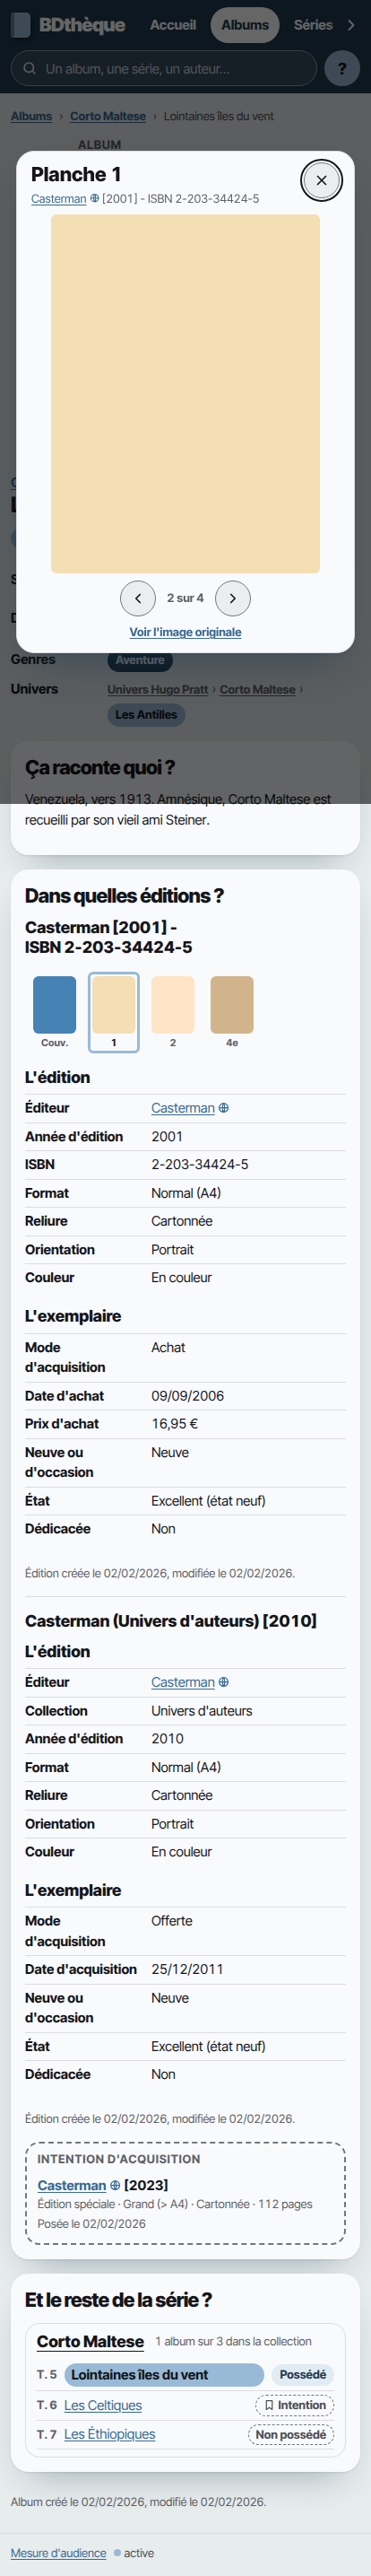 BDthèque Accueil Albums Séries
Un album, une série, un auteur... ?
Albums › Corto Maltese › Lointaines îles du vent
ALBUM
Planche 1
Casterman [2001] - ISBN 2-203-34424-5
2 sur 4
Voir l'image originale
Genres Aventure
Univers Univers Hugo Pratt › Corto Maltese ›
Les Antilles
Ça raconte quoi ?
Venezuela, vers 1913. Amnésique, Corto Maltese est
recueilli par son vieil ami Steiner.
Dans quelles éditions ?
Casterman [2001] -
ISBN 2-203-34424-5
Couv. 1 2 4e
L'édition
Éditeur Casterman
Année d'édition 2001
ISBN 2-203-34424-5
Format Normal (A4)
Reliure Cartonnée
Orientation Portrait
Couleur En couleur
L'exemplaire
Mode Achat
d'acquisition
Date d'achat 09/09/2006
Prix d'achat 16,95 €
Neuve ou Neuve
d'occasion
État Excellent (état neuf)
Dédicacée Non
Édition créée le 02/02/2026, modifiée le 02/02/2026.
Casterman (Univers d'auteurs) [2010]
L'édition
Éditeur Casterman
Collection Univers d'auteurs
Année d'édition 2010
Format Normal (A4)
Reliure Cartonnée
Orientation Portrait
Couleur En couleur
L'exemplaire
Mode Offerte
d'acquisition
Date d'acquisition 25/12/2011
Neuve ou Neuve
d'occasion
État Excellent (état neuf)
Dédicacée Non
Édition créée le 02/02/2026, modifiée le 02/02/2026.
INTENTION D'ACQUISITION
Casterman [2023]
Édition spéciale · Grand (> A4) · Cartonnée · 112 pages
Posée le 02/02/2026
Et le reste de la série ?
Corto Maltese 1 album sur 3 dans la collection
T. 5 Lointaines îles du vent Possédé
T. 6 Les Celtiques Intention
T. 7 Les Éthiopiques Non possédé
Album créé le 02/02/2026, modifié le 02/02/2026.
Mesure d'audience active